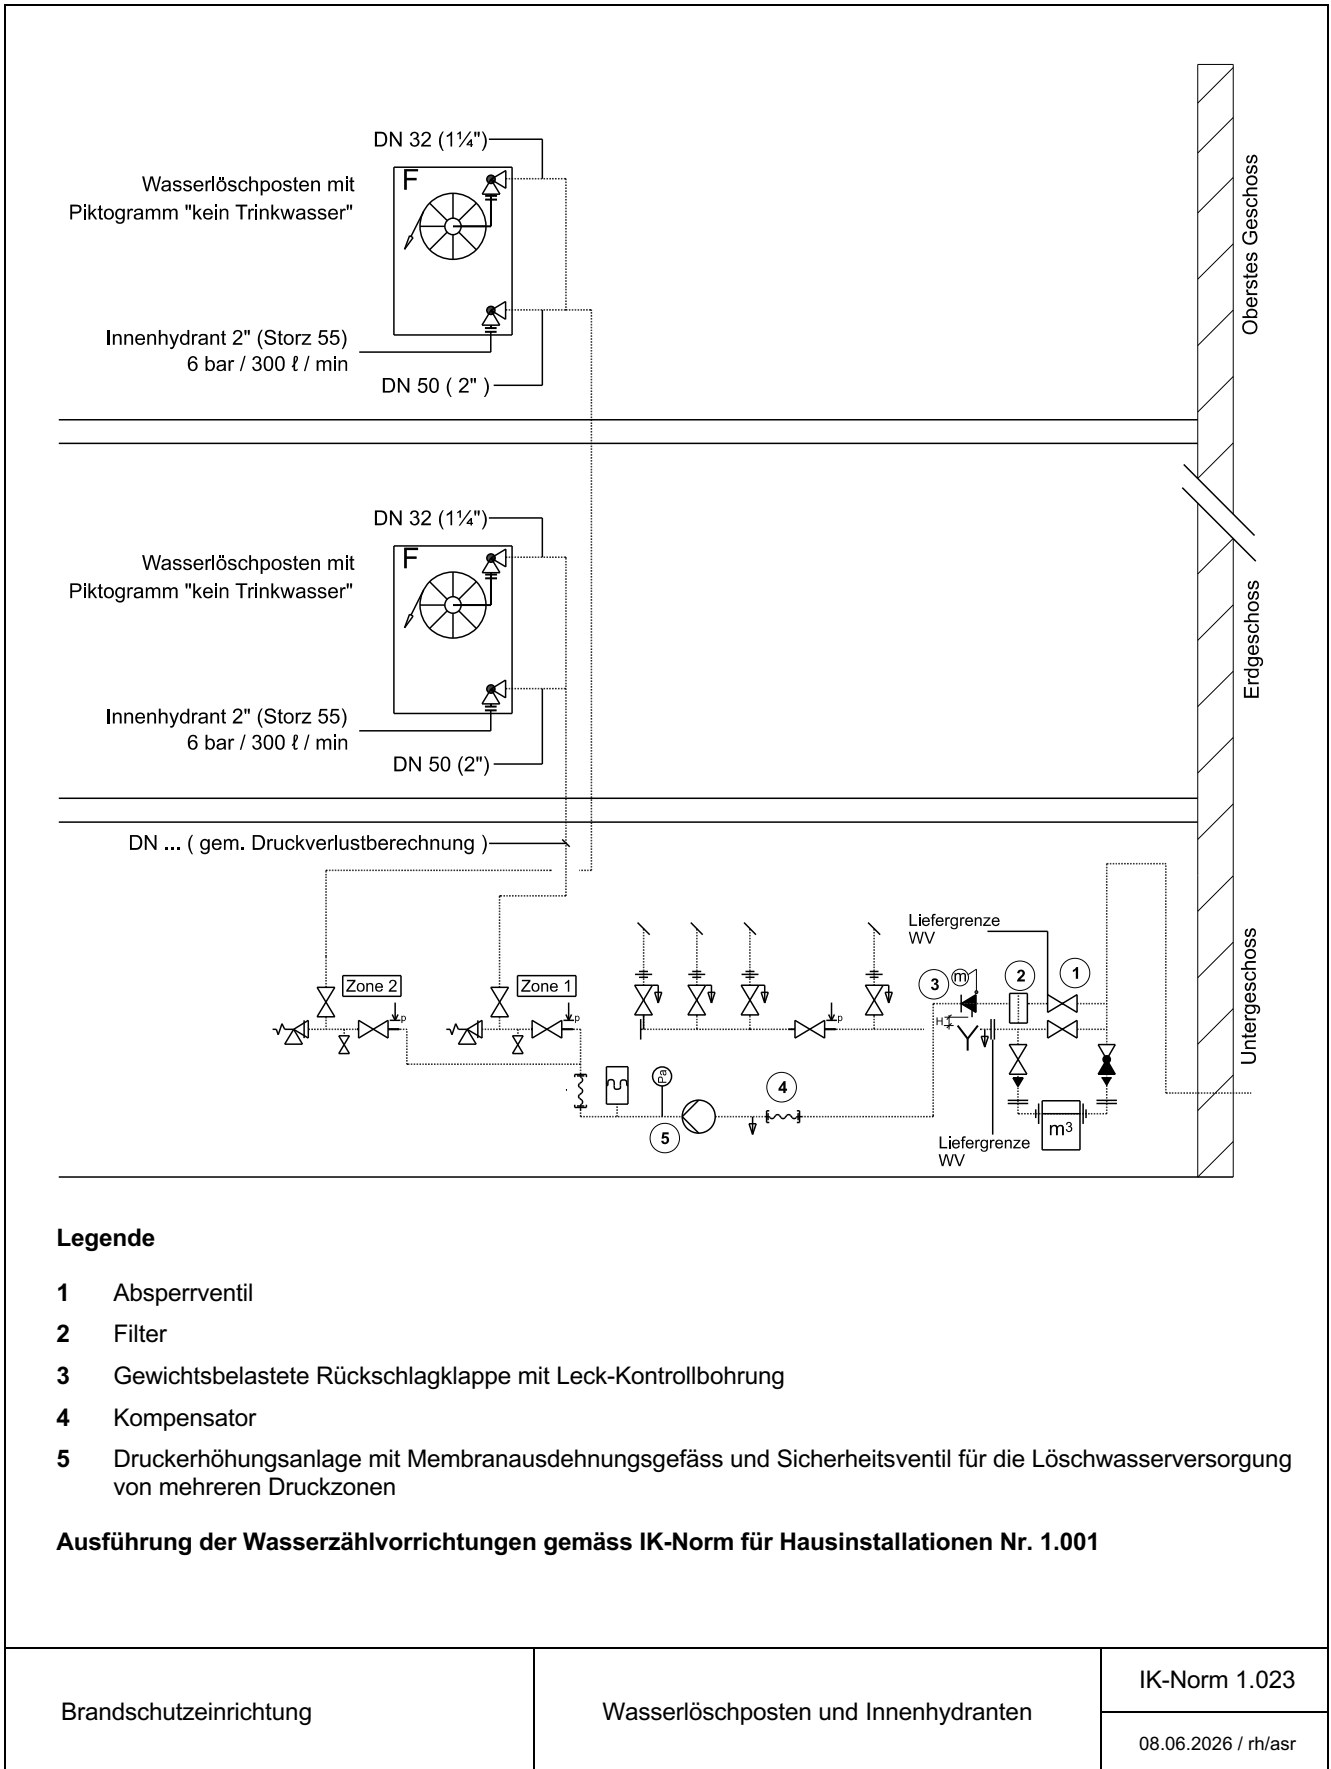 DN 32 (1¼")
F
Wasserlöschposten mit
Piktogramm "kein Trinkwasser"
Innenhydrant 2" (Storz 55)
6 bar / 300 ℓ / min
DN 50 ( 2" )
Oberstes Geschoss
DN 32 (1¼")
F
Wasserlöschposten mit
Piktogramm "kein Trinkwasser"
Innenhydrant 2" (Storz 55)
6 bar / 300 ℓ / min
DN 50 (2")
Erdgeschoss
DN ... ( gem. Druckverlustberechnung )
Liefergrenze
WV
Zone 2
p
Zone 1
p
p
3
m
2
1
H
Pa
4
5
m³
Liefergrenze
WV
Untergeschoss
Legende
1 Absperrventil
2 Filter
3 Gewichtsbelastete Rückschlagklappe mit Leck-Kontrollbohrung
4 Kompensator
5 Druckerhöhungsanlage mit Membranausdehnungsgefäss und Sicherheitsventil für die Löschwasserversorgung
von mehreren Druckzonen
Ausführung der Wasserzählvorrichtungen gemäss IK-Norm für Hausinstallationen Nr. 1.001
Brandschutzeinrichtung
Wasserlöschposten und Innenhydranten
IK-Norm 1.023
08.06.2026 / rh/asr